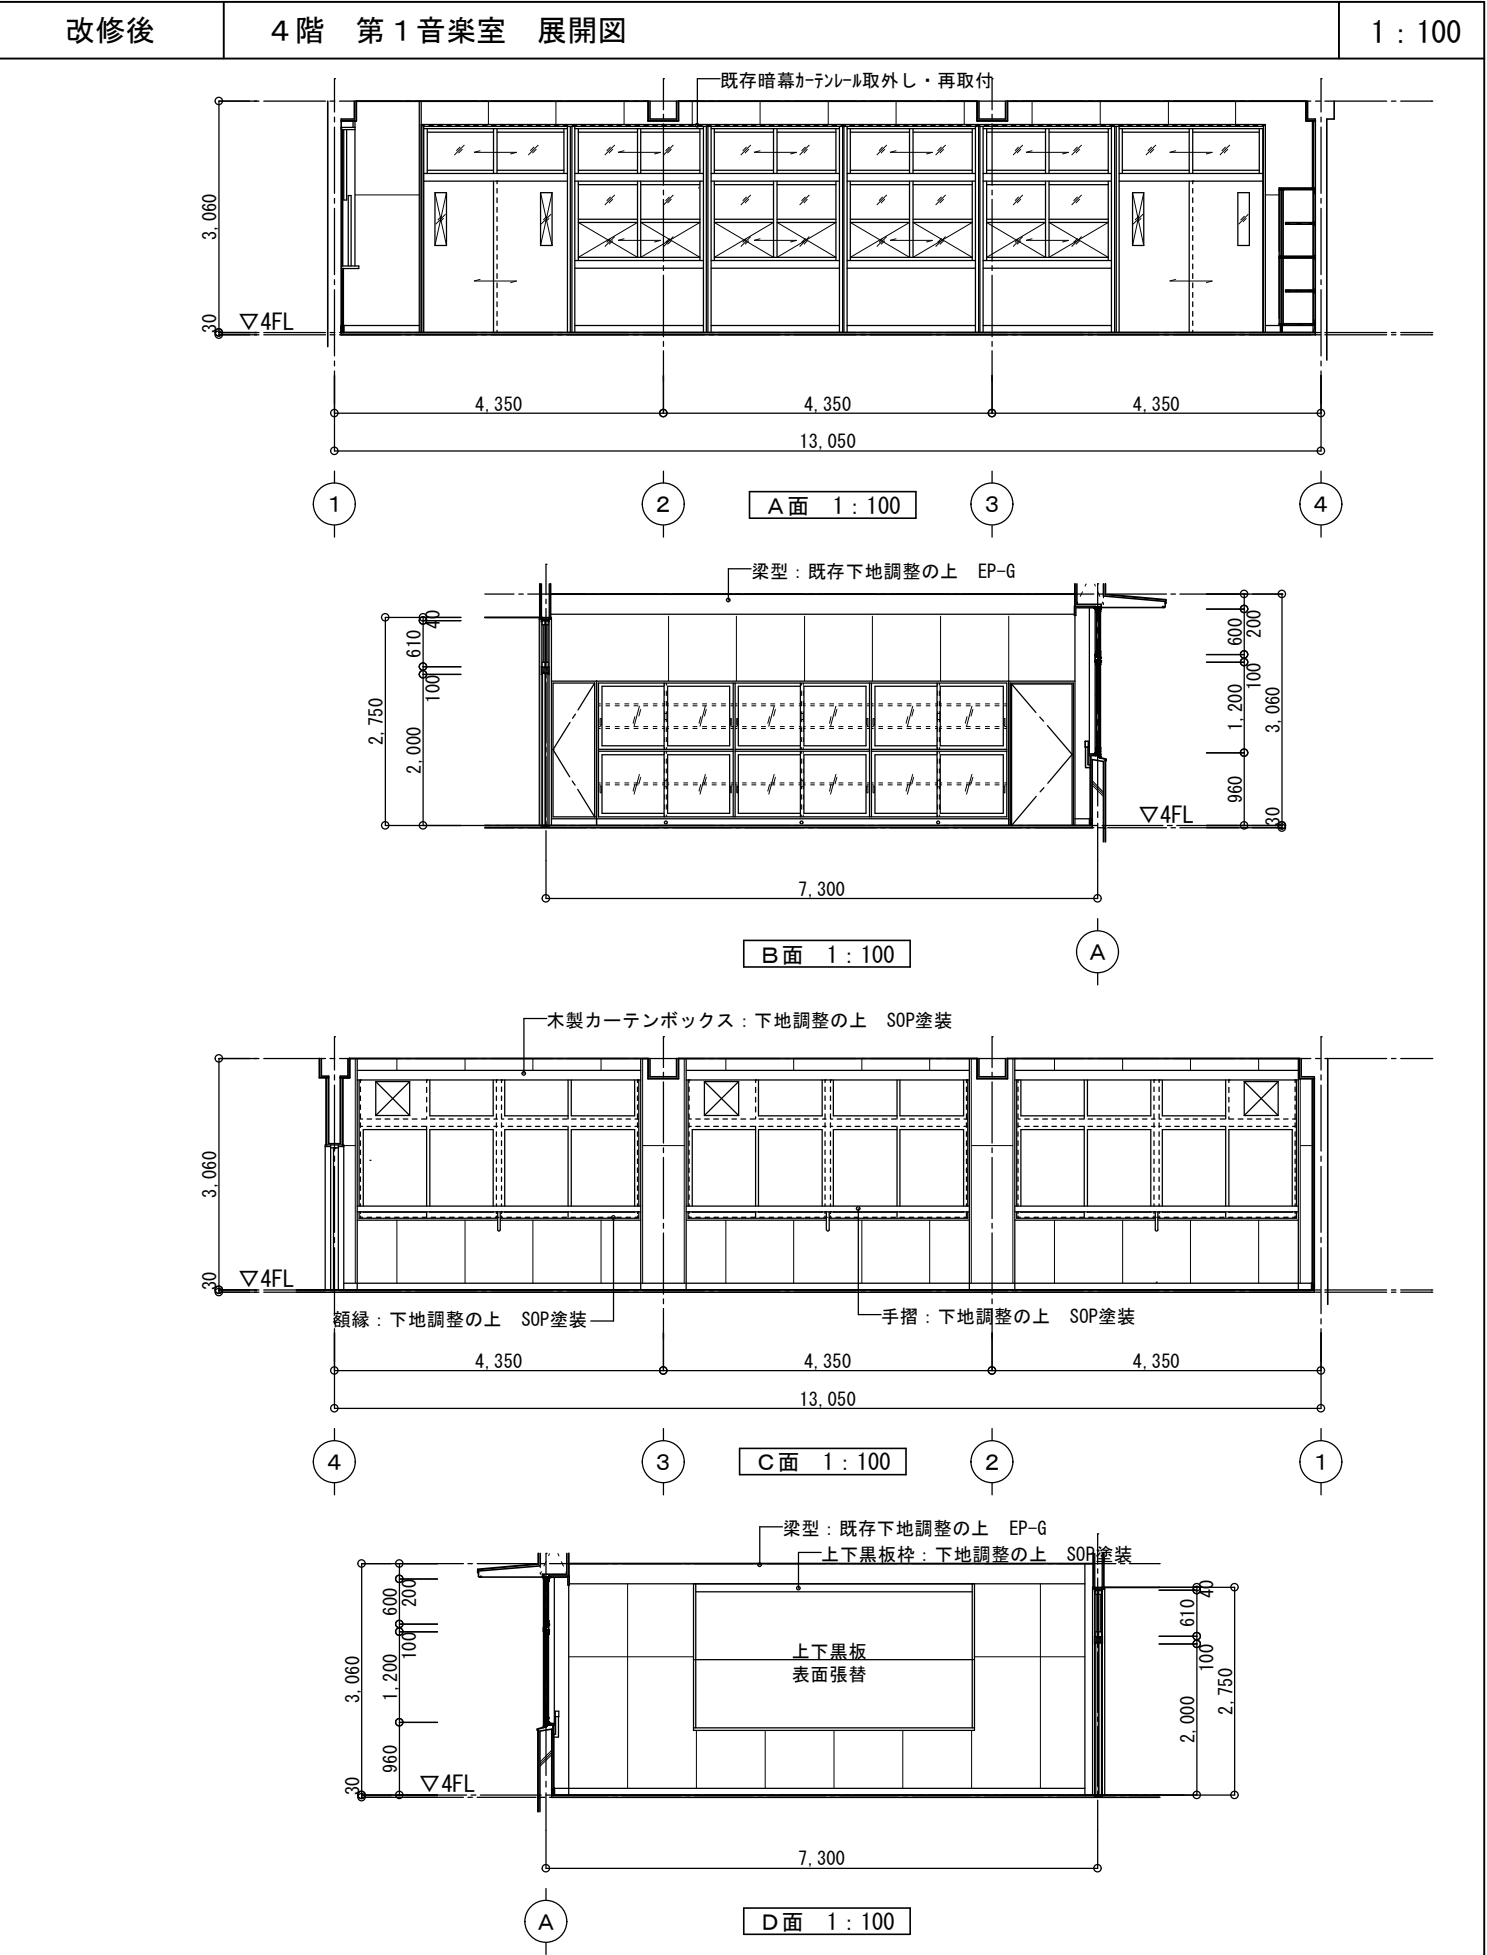 改修後
4階 第1音楽室 展開図
1:100
既存暗幕カーテンレール取外し・再取付
3,060
30
▽4FL
4,350
4,350
4,350
13,050
1
2
3
4
A面 1:100
梁型:既存下地調整の上 EP-G
2,750
40
610
100
2,000
600
200
100
1,200
3,060
960
30
▽4FL
7,300
A
B面 1:100
木製カーテンボックス:下地調整の上 SOP塗装
3,060
30
▽4FL
額縁:下地調整の上 SOP塗装
手摺:下地調整の上 SOP塗装
4,350
4,350
4,350
13,050
4
3
2
1
C面 1:100
梁型:既存下地調整の上 EP-G
上下黒板枠:下地調整の上 SOP塗装
上下黒板
表面張替
3,060
600
200
100
1,200
960
30
▽4FL
40
610
100
2,000
2,750
7,300
A
D面 1:100